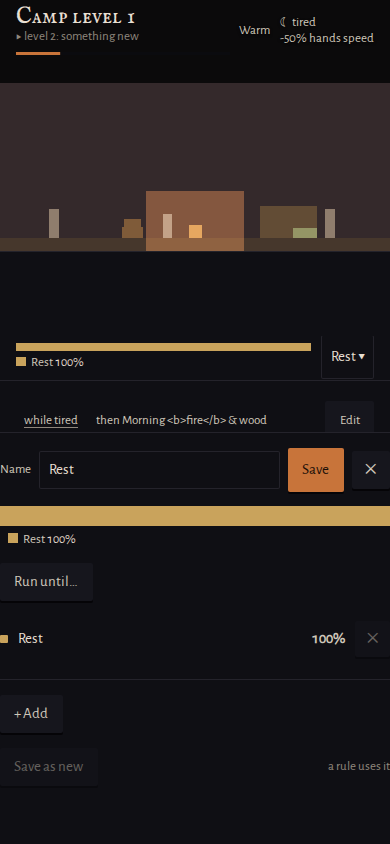 Camp level 1
▸ level 2: something new
Warm
☾ tired
-50% hands speed
Rest 100%
Rest ▾
while tired then Morning <b>fire</b> & wood
Edit
Name
Rest
Save
×
Rest 100%
Run until…
Rest
100%
×
+ Add
Save as new
a rule uses it